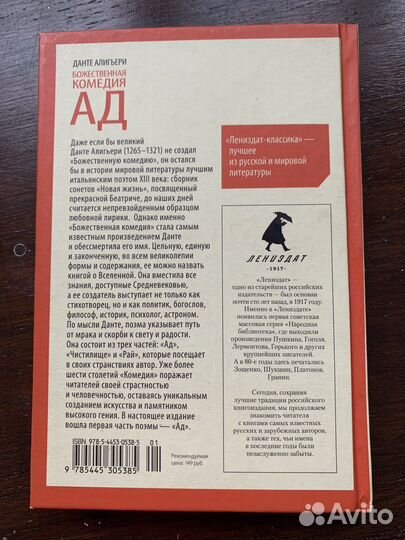 ДАНТЕ АЛИГЬЕРИ
БОЖЕСТВЕННАЯ
КОМЕДИЯ
АД
Даже если бы великий
Данте Алигьери (1265–1321) не создал
«Божественную комедию», он остался
бы в истории мировой литературы лучшим
итальянским поэтом XIII века: сборник
сонетов «Новая жизнь», посвященный
прекрасной Беатриче, до наших дней
считается непревзойденным образцом
любовной лирики. Однако именно
«Божественная комедия» стала самым
известным произведением Данте
и обессмертила его имя. Цельную, единую
и законченную, во всем великолепии
формы и содержания, ее можно назвать
книгой о Вселенной. Она вместила все
знания, доступные Средневековью,
а ее создатель выступает не только как
стихотворец, но и как политик, богослов,
философ, историк, психолог, астроном.
По мысли Данте, поэма указывает путь
от мрака и скорби к свету и радости.
Она состоит из трех частей: «Ад»,
«Чистилище» и «Рай», которые посещает
в своих странствиях автор. Уже более
шести столетий «Комедия» поражает
читателей своей страстностью
и человечностью, оставаясь уникальным
созданием искусства и памятником
высокого гения. В настоящее издание
вошла первая часть поэмы — «Ад».
ISBN 978-5-4453-0538-5
01
9 785445 305385
Рекомендуемая
цена: 149 руб.
«Лениздат-классика» —
лучшее
из русской и мировой
литературы
ЛЕНИЗДАТ
-1917-
«Лениздат» —
одно из старейших российских
издательств — был основан
почти сто лет назад, в 1917 году.
Именно в «Лениздате»
появилась первая советская
массовая серия «Народная
библиотека», где выходили
произведения Пушкина, Гоголя,
Лермонтова, Горького и других
крупнейших писателей.
А в 80-е годы здесь печатались
Зощенко, Шукшин, Платонов,
Гранин.
Сегодня, сохраняя
лучшие традиции российского
книгоиздания, мы продолжаем
знакомить читателя
с книгами самых известных
русских и зарубежных авторов,
а также тех, чьи имена
в последние годы были
незаслуженно забыты.
Avito